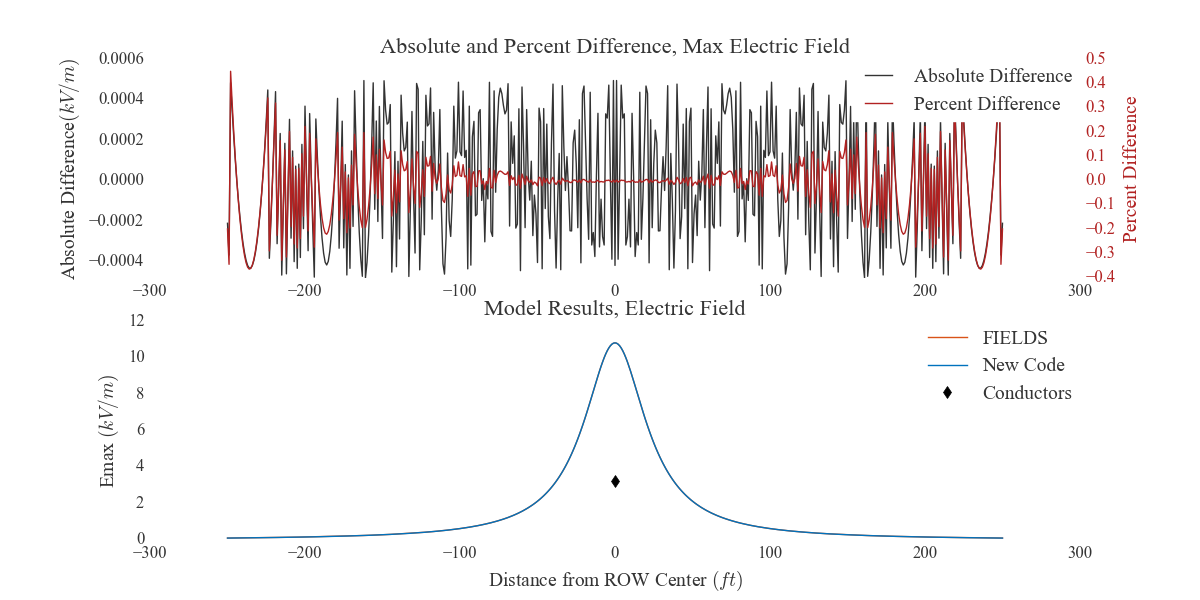 Absolute and Percent Difference, Max Electric Field
Absolute Difference(kV/m)
0.0006
0.0004
0.0002
0.0000
−0.0002
−0.0004
Absolute Difference
Percent Difference
0.5
0.4
0.3
0.2
0.1
0.0
−0.1
−0.2
−0.3
−0.4
Percent Difference
−300 −200 −100 0 100 200 300
Model Results, Electric Field
Emax (kV/m)
12
10
8
6
4
2
0
FIELDS
New Code
Conductors
−300 −200 −100 0 100 200 300
Distance from ROW Center (ft)